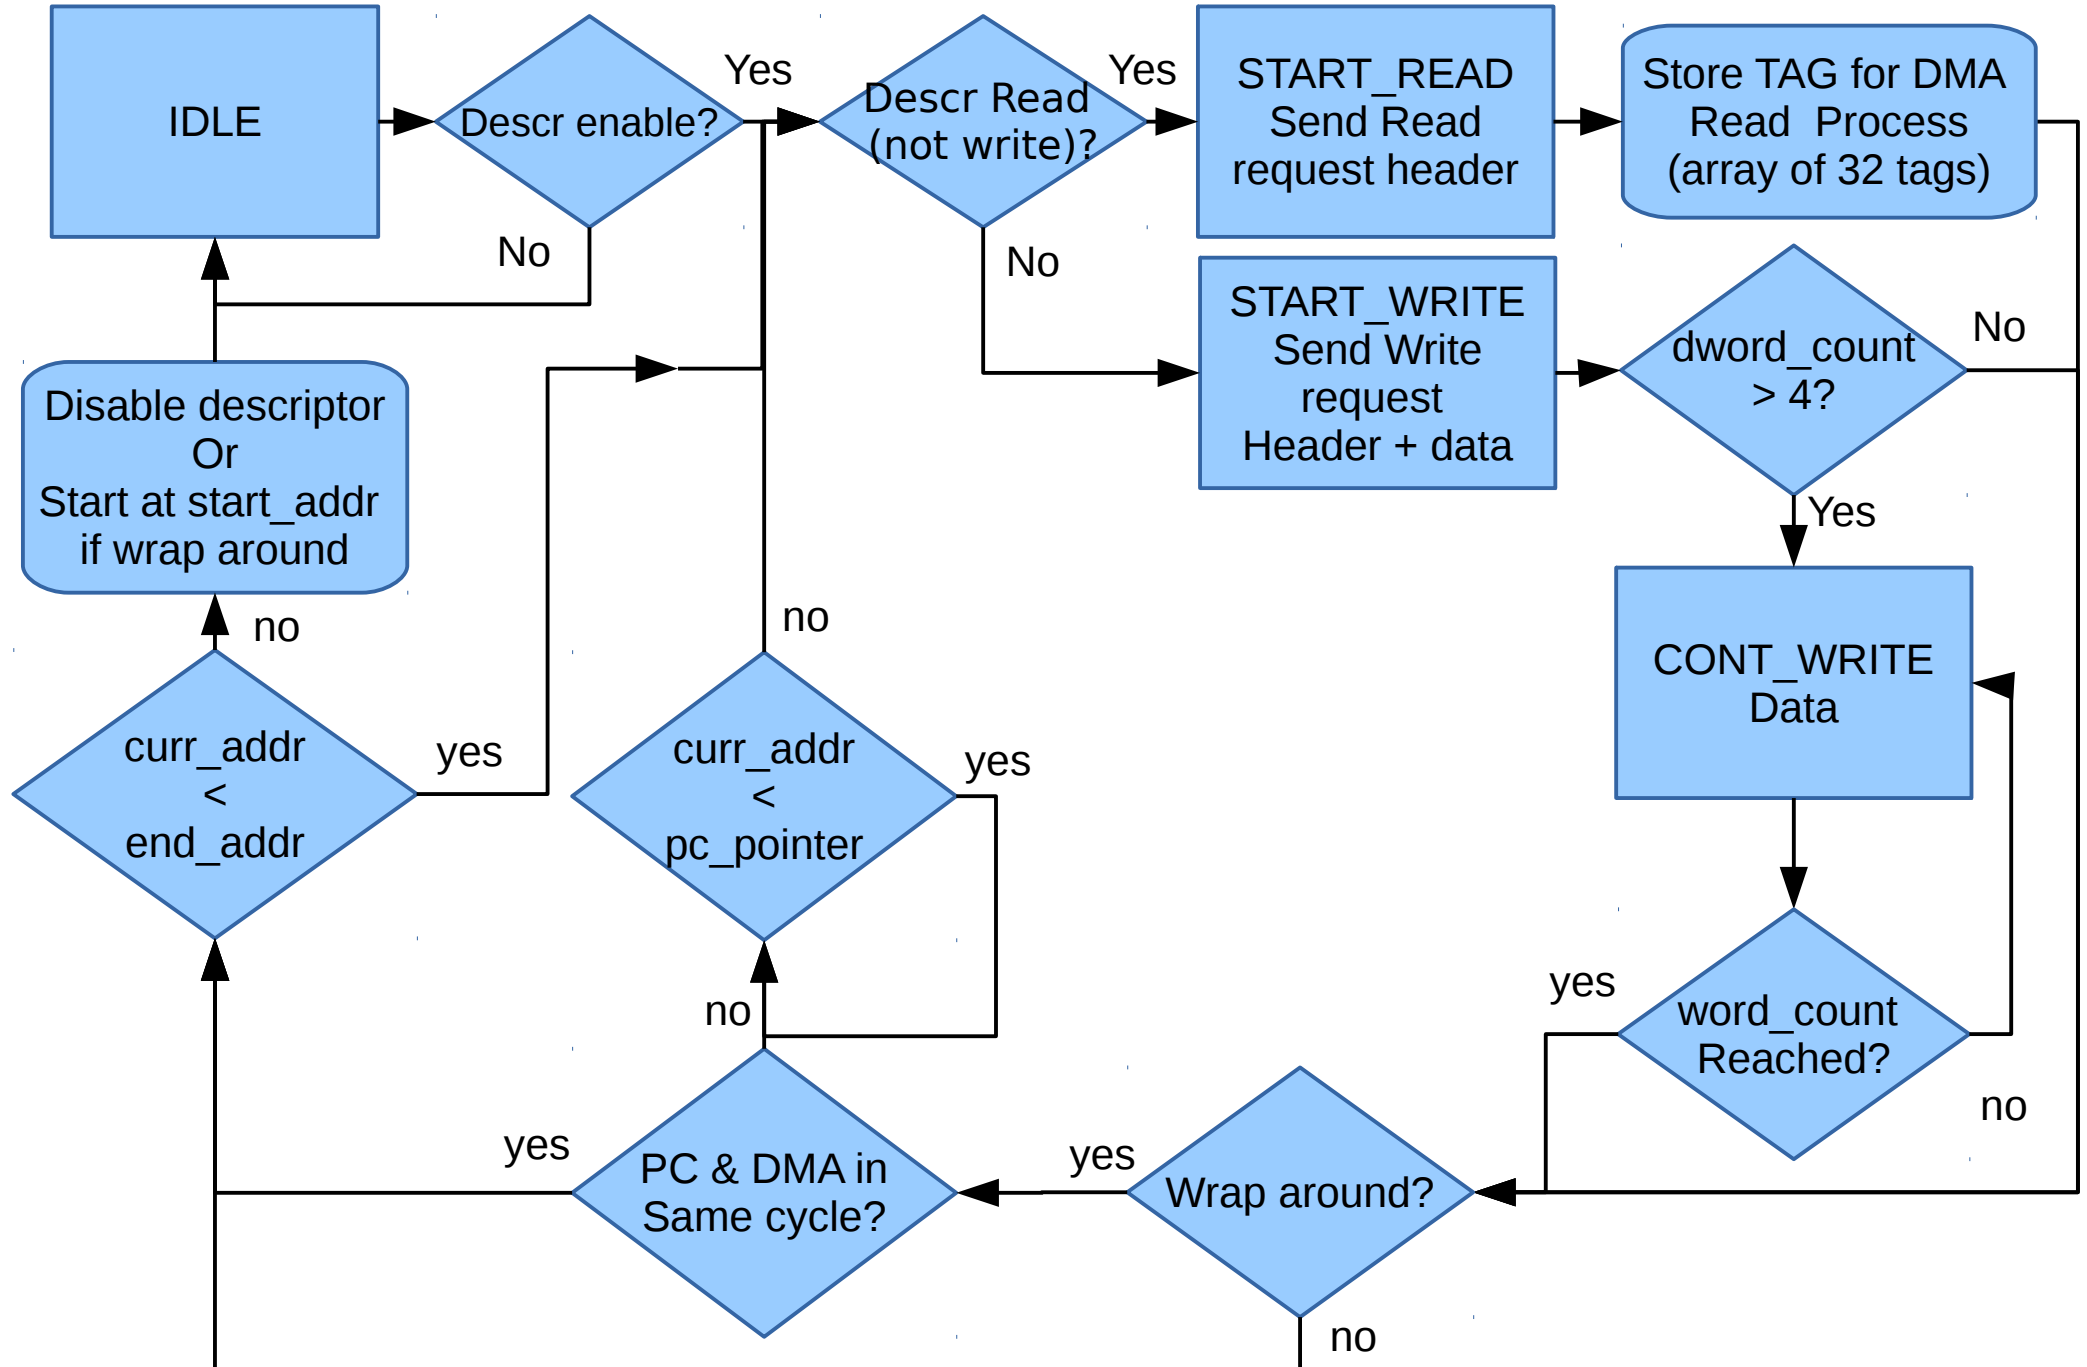 IDLE
Descr enable?
Yes
No
Descr Read
(not write)?
Yes
No
START_READ
Send Read
request header
Store TAG for DMA
Read  Process
(array of 32 tags)
START_WRITE
Send Write
request
Header + data
dword_count
> 4?
No
Yes
Disable descriptor
Or
Start at start_addr
if wrap around
no
curr_addr
<
end_addr
yes
no
curr_addr
<
pc_pointer
yes
no
CONT_WRITE
Data
word_count
Reached?
yes
no
PC & DMA in
Same cycle?
yes
Wrap around?
yes
no